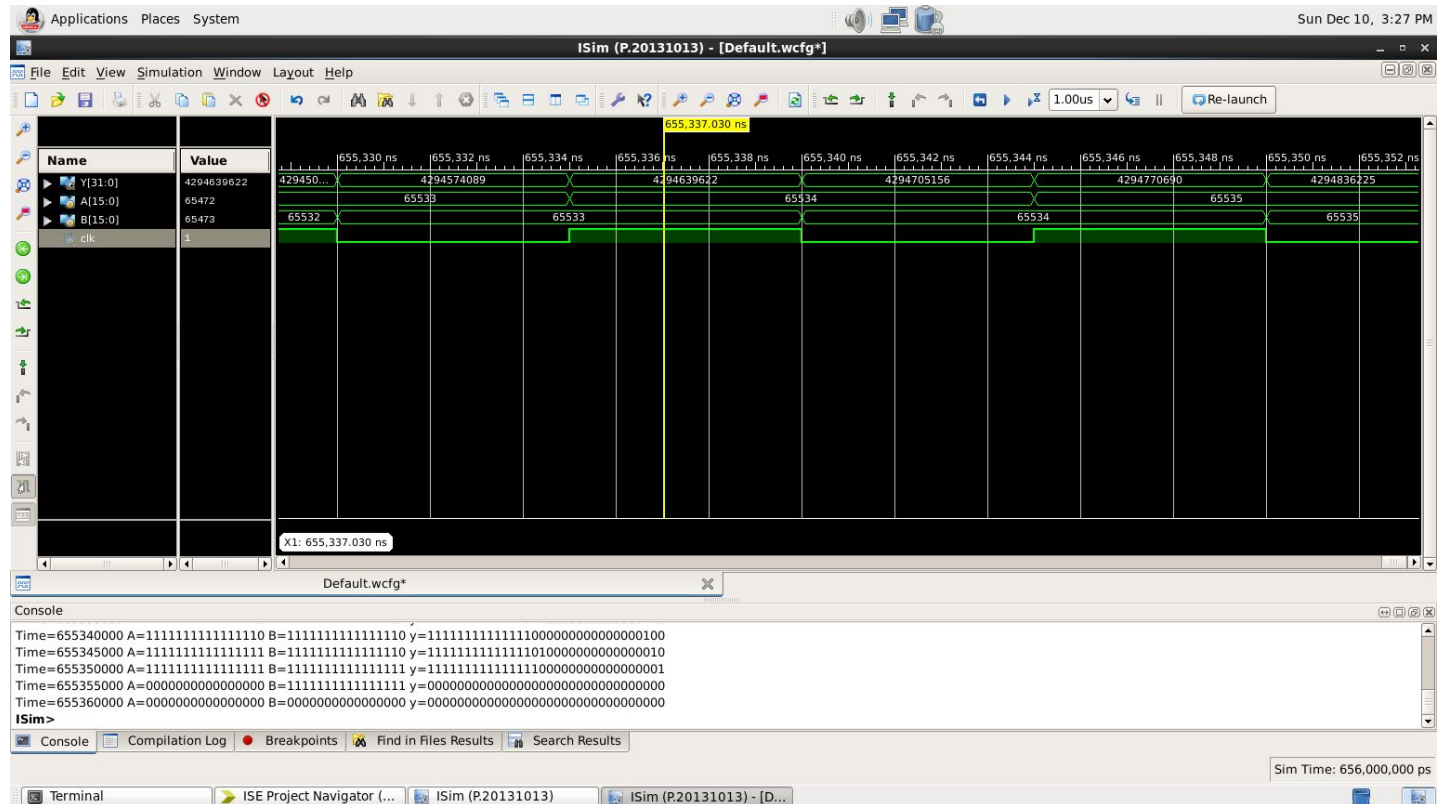 Applications Places System Sun Dec 10, 3:27 PM
ISim (P.20131013) - [Default.wcfg*]
File Edit View Simulation Window Layout Help
1.00us Re-launch
655,337.030 ns
Name Value
655,330 ns 655,332 ns 655,334 ns 655,336 ns 655,338 ns 655,340 ns 655,342 ns 655,344 ns 655,346 ns 655,348 ns 655,350 ns 655,352 ns
Y[31:0] 4294639622 429450... 4294574089 4294639622 4294705156 4294770690 4294836225
A[15:0] 65472 65533 65534 65535
B[15:0] 65473 65532 65533 65534 65535
clk 1
X1: 655,337.030 ns
Default.wcfg*
Console
Time=655340000 A=1111111111111110 B=1111111111111110 y=11111111111111000000000000000100
Time=655345000 A=1111111111111111 B=1111111111111110 y=11111111111111010000000000000010
Time=655350000 A=1111111111111111 B=1111111111111111 y=11111111111111100000000000000001
Time=655355000 A=0000000000000000 B=1111111111111111 y=00000000000000000000000000000000
Time=655360000 A=0000000000000000 B=0000000000000000 y=00000000000000000000000000000000
ISim>
Console Compilation Log Breakpoints Find in Files Results Search Results
Sim Time: 656,000,000 ps
Terminal ISE Project Navigator (... ISim (P.20131013) ISim (P.20131013) - [D...